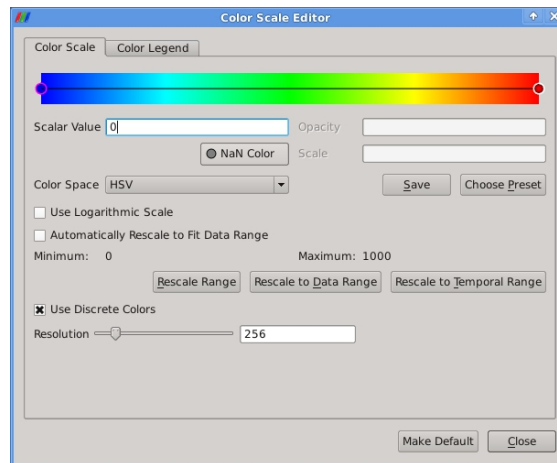 Color Scale Editor
Color Scale Color Legend
Scalar Value 0 Opacity
NaN Color Scale
Color Space HSV Save Choose Preset
Use Logarithmic Scale
Automatically Rescale to Fit Data Range
Minimum: 0 Maximum: 1000
Rescale Range Rescale to Data Range Rescale to Temporal Range
Use Discrete Colors
Resolution 256
Make Default Close